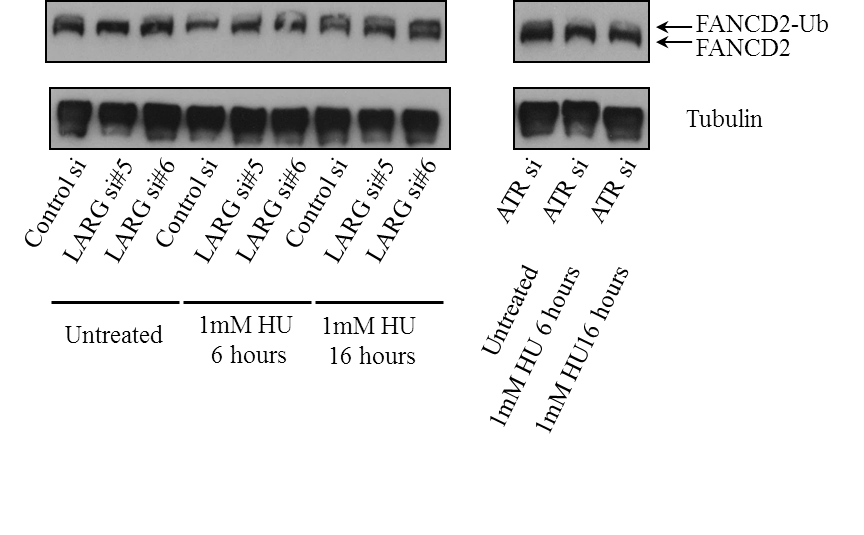 FANCD2-Ub
FANCD2
Tubulin
Control si
LARG si#5
LARG si#6
Control si
LARG si#5
LARG si#6
Control si
LARG si#5
LARG si#6
ATR si
ATR si
ATR si
Untreated
1mM HU
6 hours
1mM HU
16 hours
Untreated
1mM HU 6 hours
1mM HU16 hours